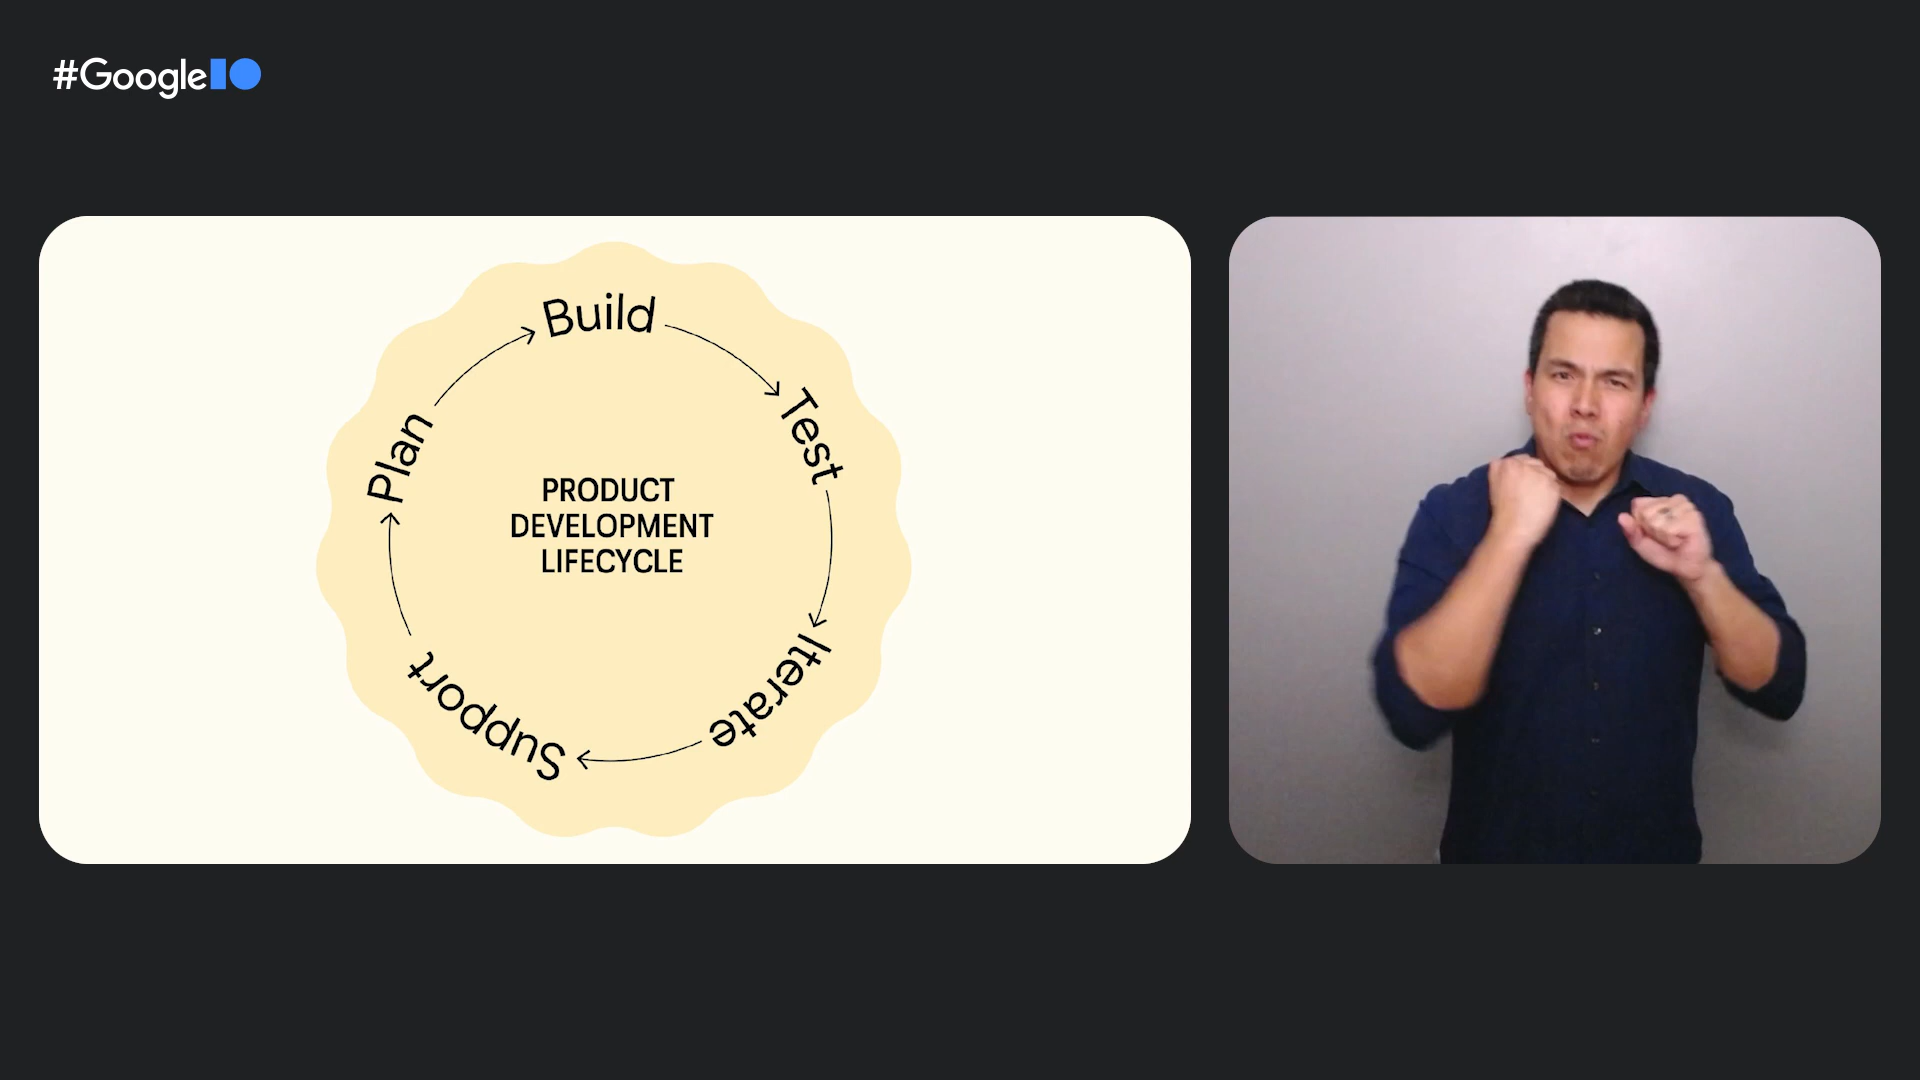 #GoogleIO
Build
Test
Iterate
Support
Plan
PRODUCT
DEVELOPMENT
LIFECYCLE